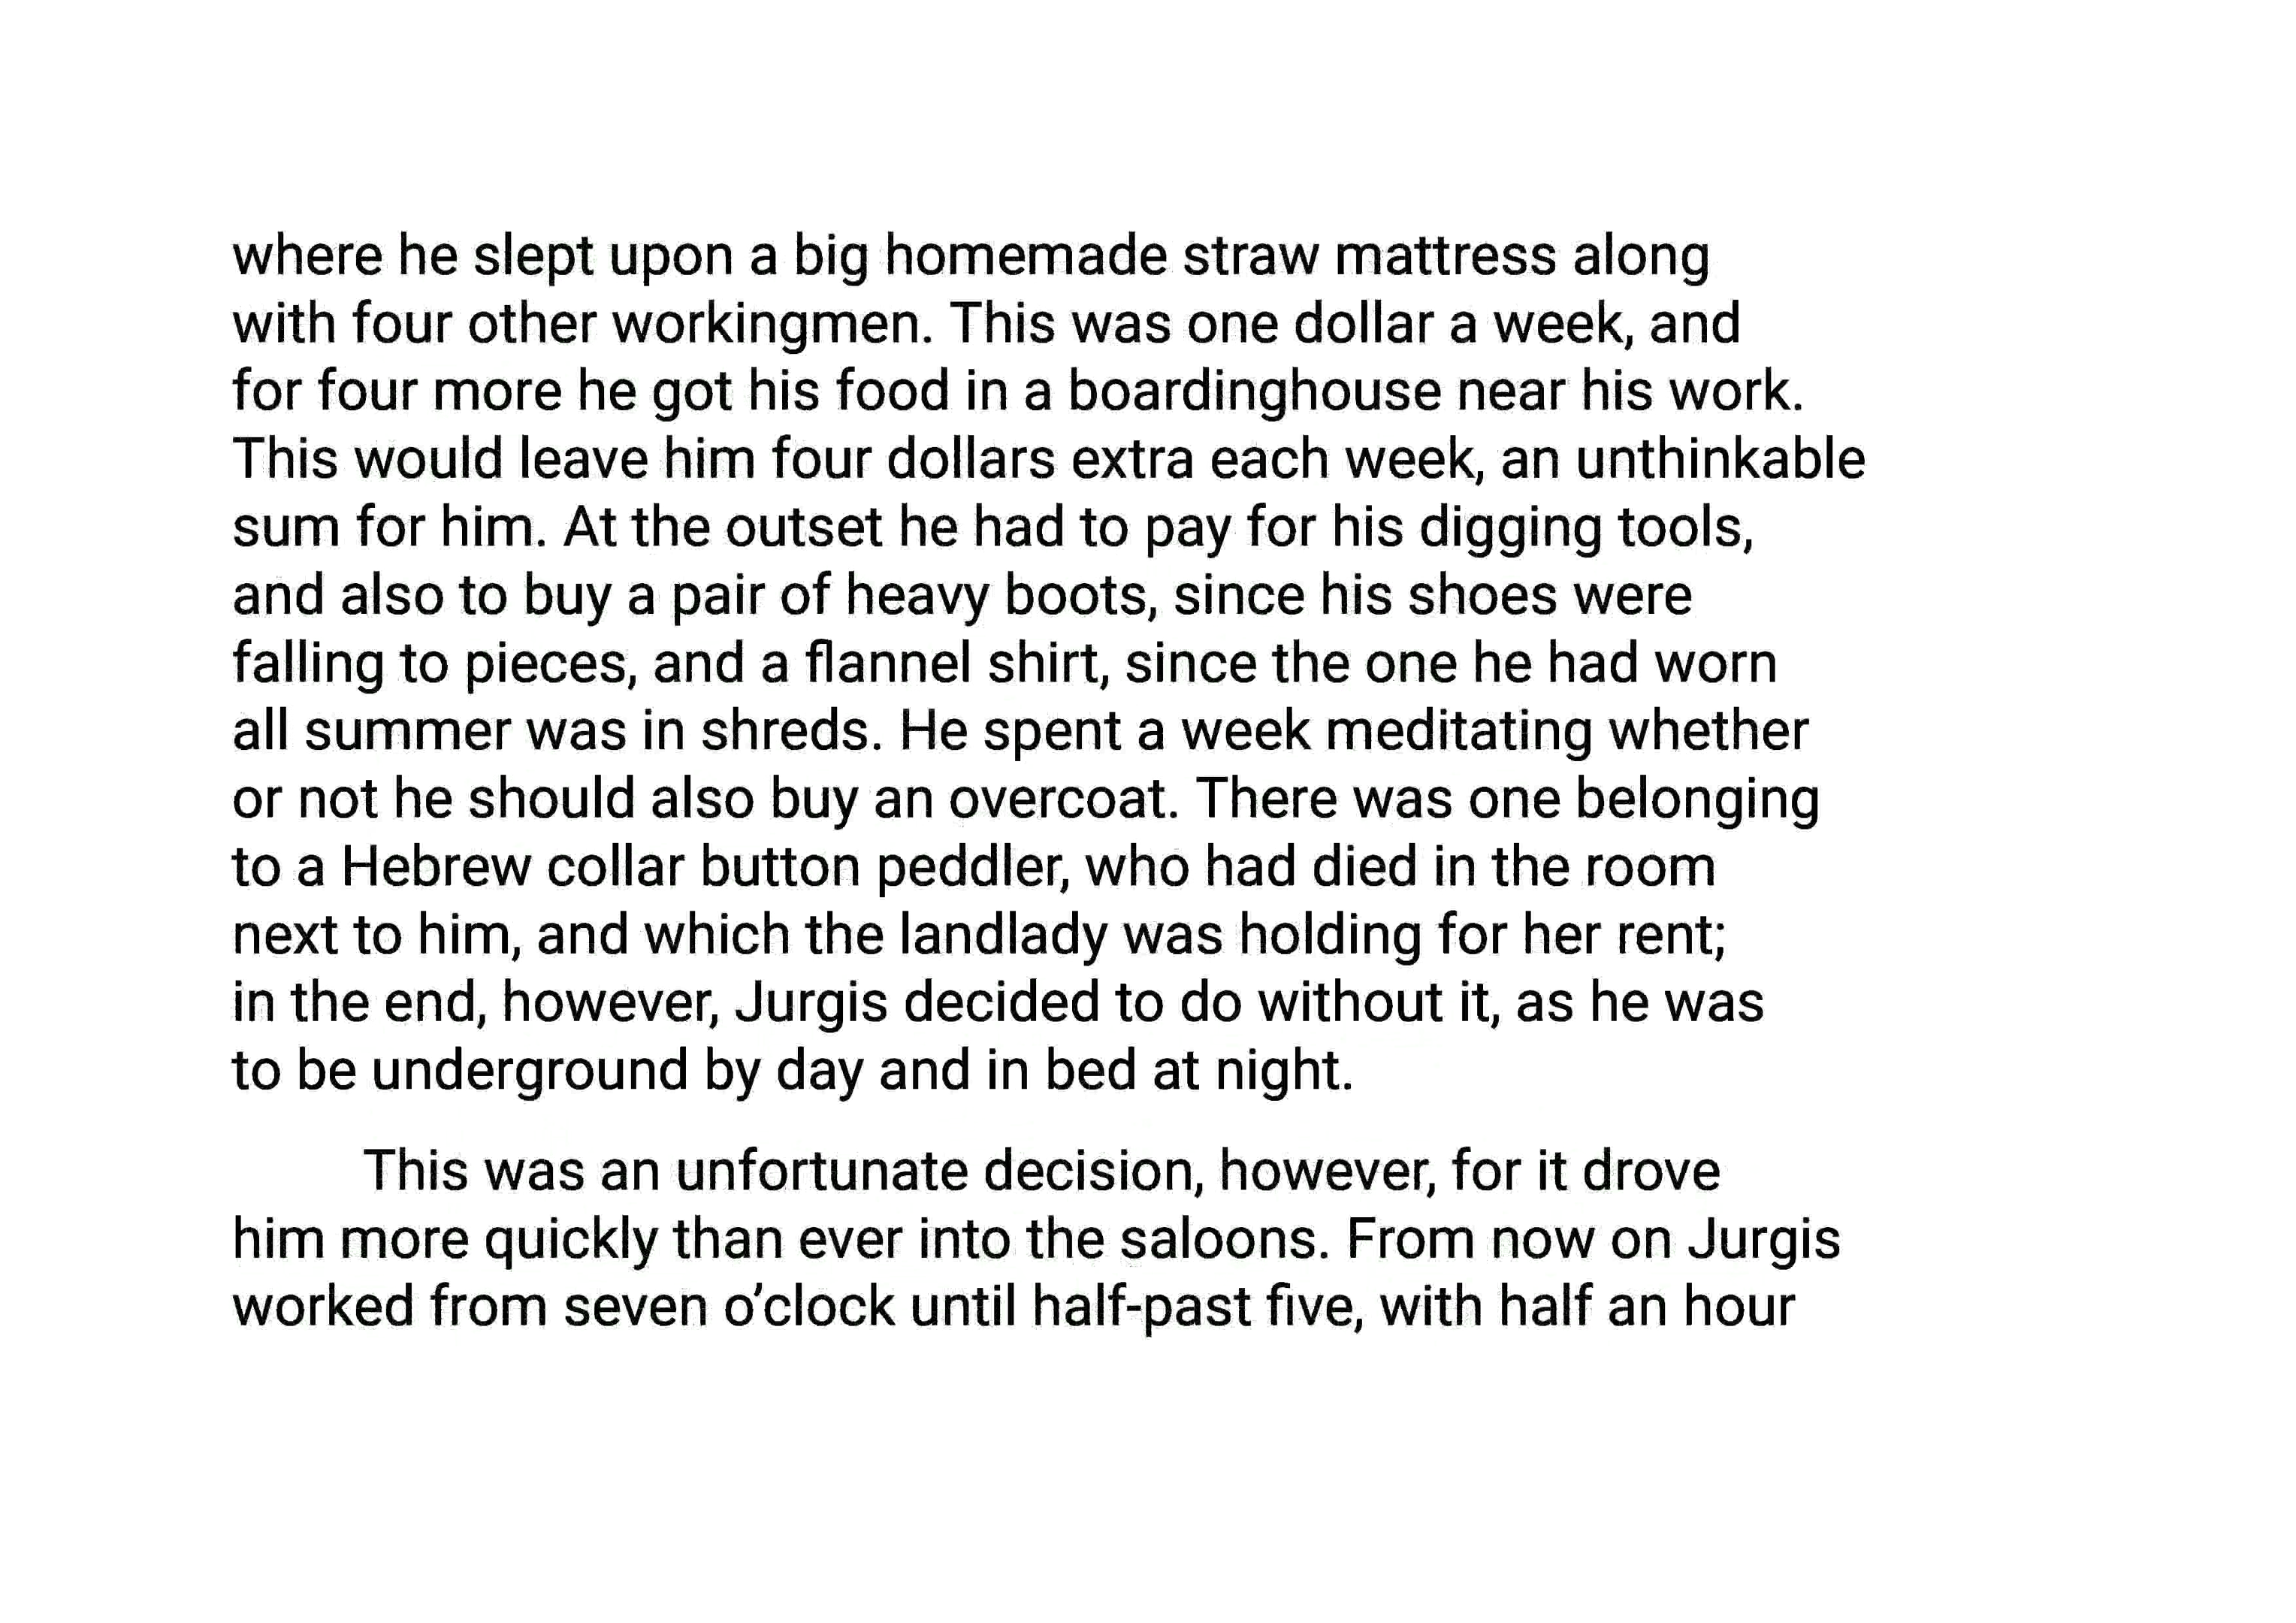 where he slept upon a big homemade straw mattress along
with four other workingmen. This was one dollar a week, and
for four more he got his food in a boardinghouse near his work.
This would leave him four dollars extra each week, an unthinkable
sum for him. At the outset he had to pay for his digging tools,
and also to buy a pair of heavy boots, since his shoes were
falling to pieces, and a flannel shirt, since the one he had worn
all summer was in shreds. He spent a week meditating whether
or not he should also buy an overcoat. There was one belonging
to a Hebrew collar button peddler, who had died in the room
next to him, and which the landlady was holding for her rent;
in the end, however, Jurgis decided to do without it, as he was
to be underground by day and in bed at night.
This was an unfortunate decision, however, for it drove
him more quickly than ever into the saloons. From now on Jurgis
worked from seven o’clock until half-past five, with half an hour